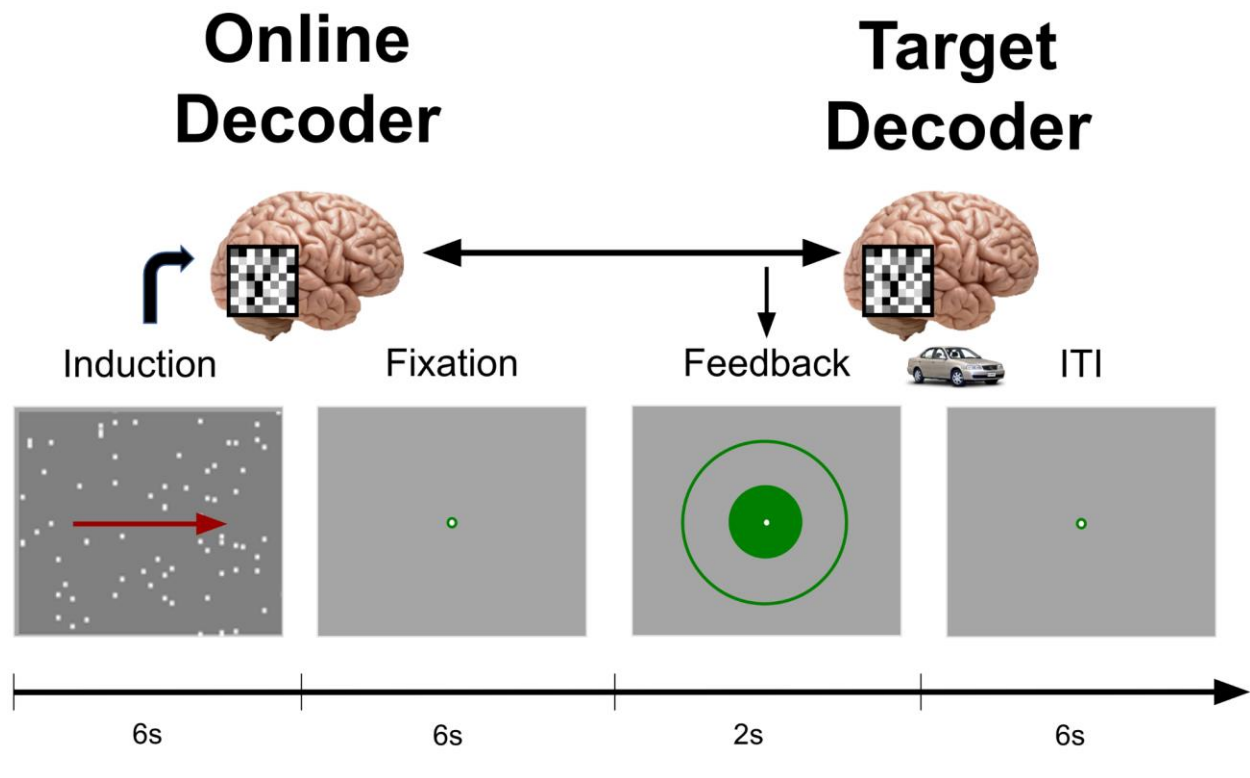 Online
Decoder
Target
Decoder
Induction
Fixation
Feedback
ITI
6s
6s
2s
6s